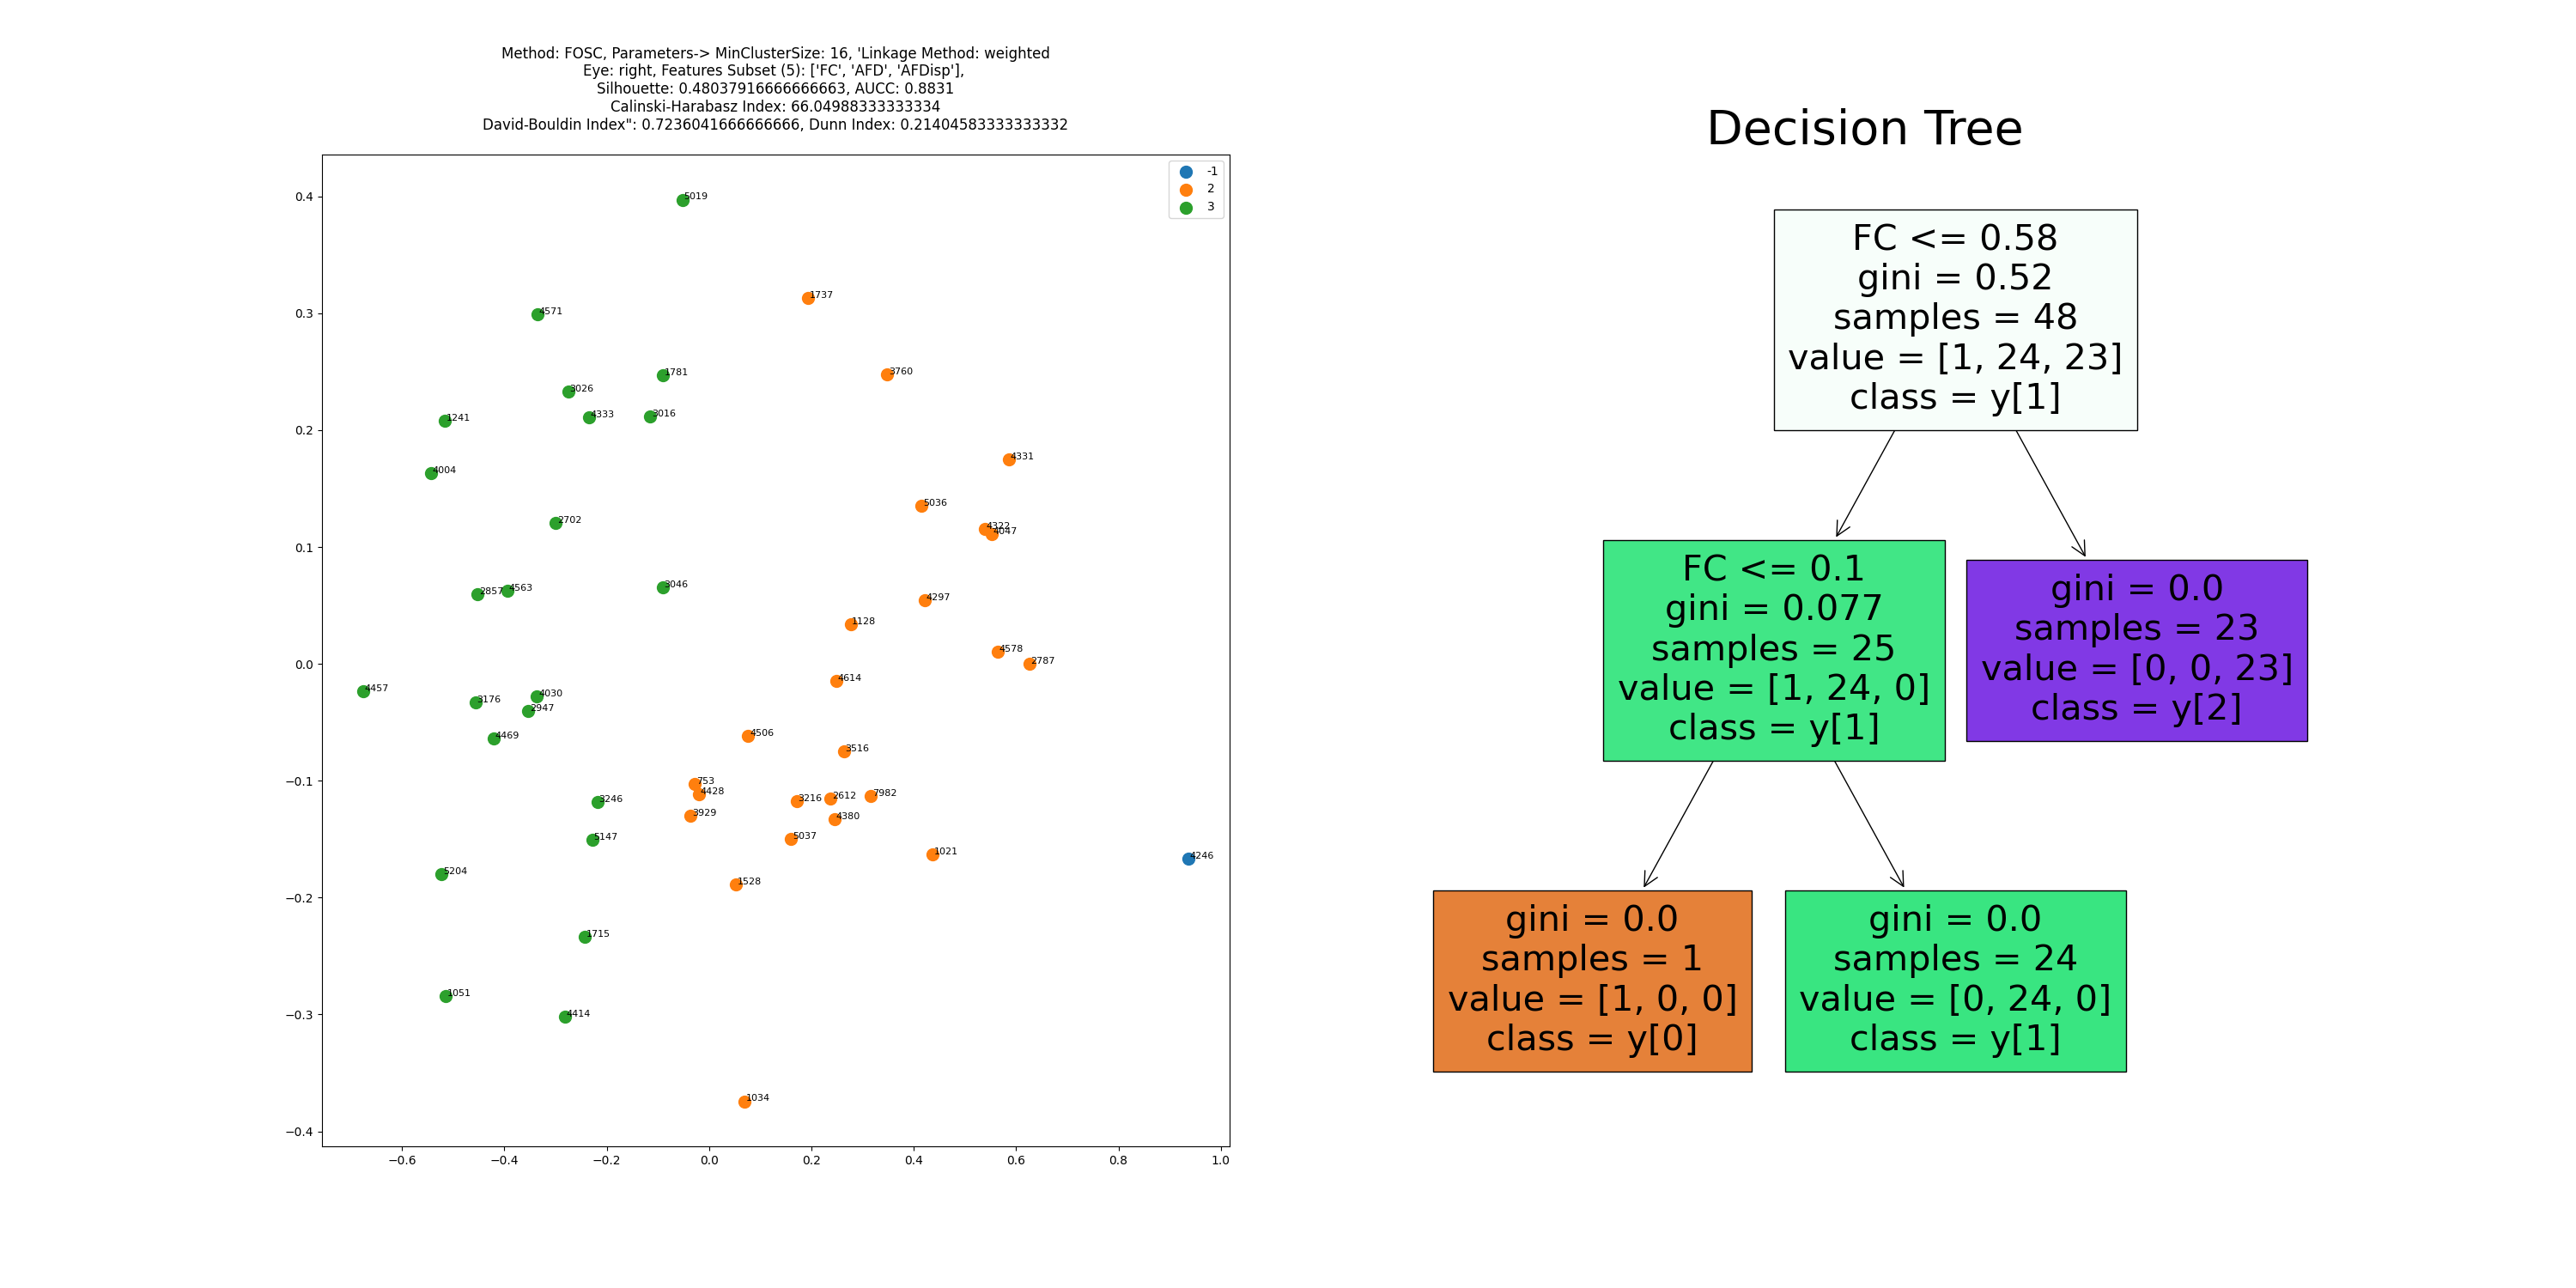 Method: FOSC, Parameters-> MinClusterSize: 16, 'Linkage Method: weighted
Eye: right, Features Subset (5): ['FC', 'AFD', 'AFDisp'],
Silhouette: 0.48037916666666663, AUCC: 0.8831
Calinski-Harabasz Index: 66.04988333333334
David-Bouldin Index": 0.7236041666666666, Dunn Index: 0.21404583333333332
-1
2
3
0.4
0.3
0.2
0.1
0.0
−0.1
−0.2
−0.3
−0.4
−0.6
−0.4
−0.2
0.0
0.2
0.4
0.6
0.8
1.0
5019
1737
4571
3760
1781
3026
4333
3016
1241
4004
4331
5036
2702
4322
4047
2857
4563
3046
4297
1128
4578
2787
4614
4457
3176
4030
2947
4469
4506
3516
753
4428
3929
3246
3216
2612
7982
4380
5147
5037
1021
4246
5204
1528
1715
1051
4414
1034
Decision Tree
FC <= 0.58
gini = 0.52
samples = 48
value = [1, 24, 23]
class = y[1]
FC <= 0.1
gini = 0.077
samples = 25
value = [1, 24, 0]
class = y[1]
gini = 0.0
samples = 23
value = [0, 0, 23]
class = y[2]
gini = 0.0
samples = 1
value = [1, 0, 0]
class = y[0]
gini = 0.0
samples = 24
value = [0, 24, 0]
class = y[1]